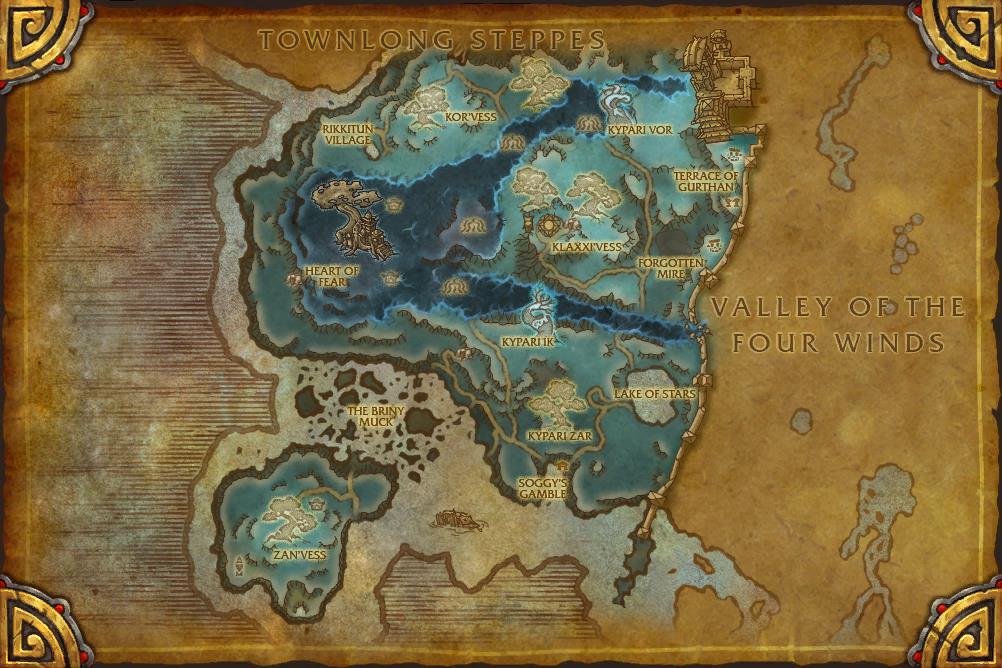 TOWNLONG STEPPES
KOR'VESS
RIKKITUN
VILLAGE
KYPARI VOR
TERRACE OF
GURTHAN
KLAXXI'VESS
FORGOTTEN
MIRE
HEART OF
FEAR
VALLEY OF THE
FOUR WINDS
KYPARI IK
LAKE OF STARS
THE BRINY
MUCK
KYPARI ZAR
SOGGY'S
GAMBLE
ZAN'VESS